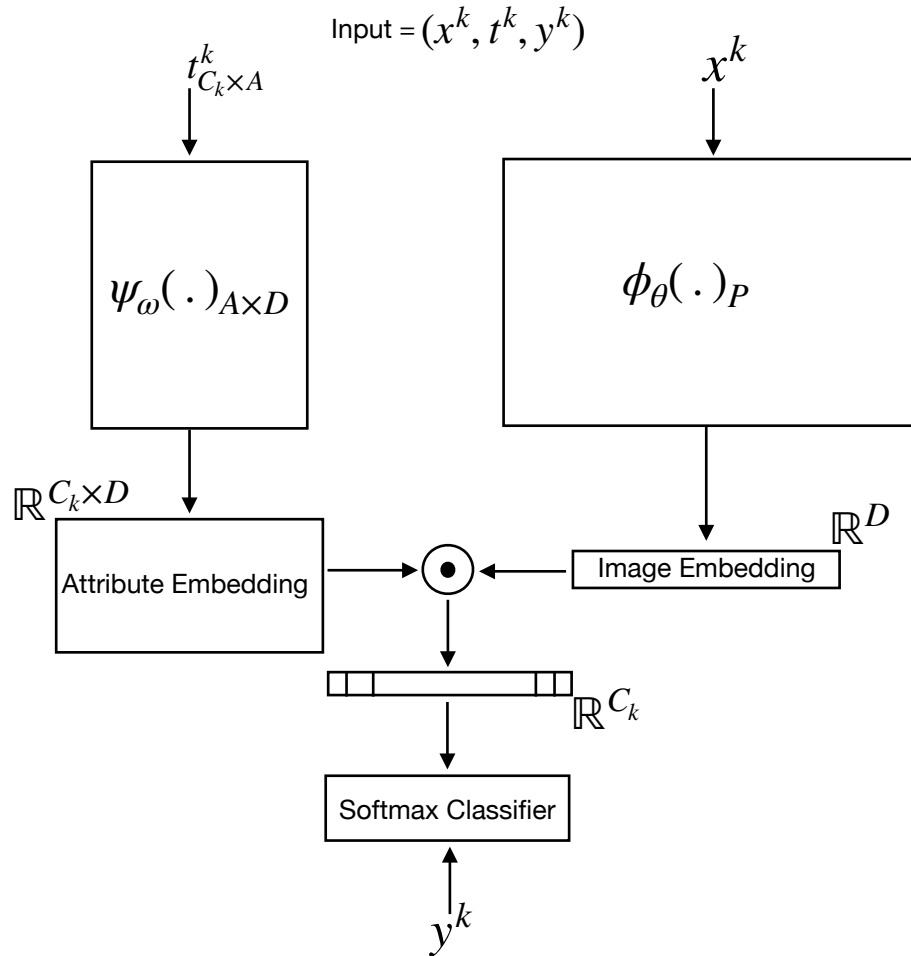 Input = (x^k, t^k, y^k)
t^k_{C_k×A}
x^k
ψ_ω( . )_{A×D}
ϕ_θ( . )_P
ℝ^{C_k×D}
ℝ^D
Attribute Embedding
Image Embedding
ℝ^{C_k}
Softmax Classifier
y^k